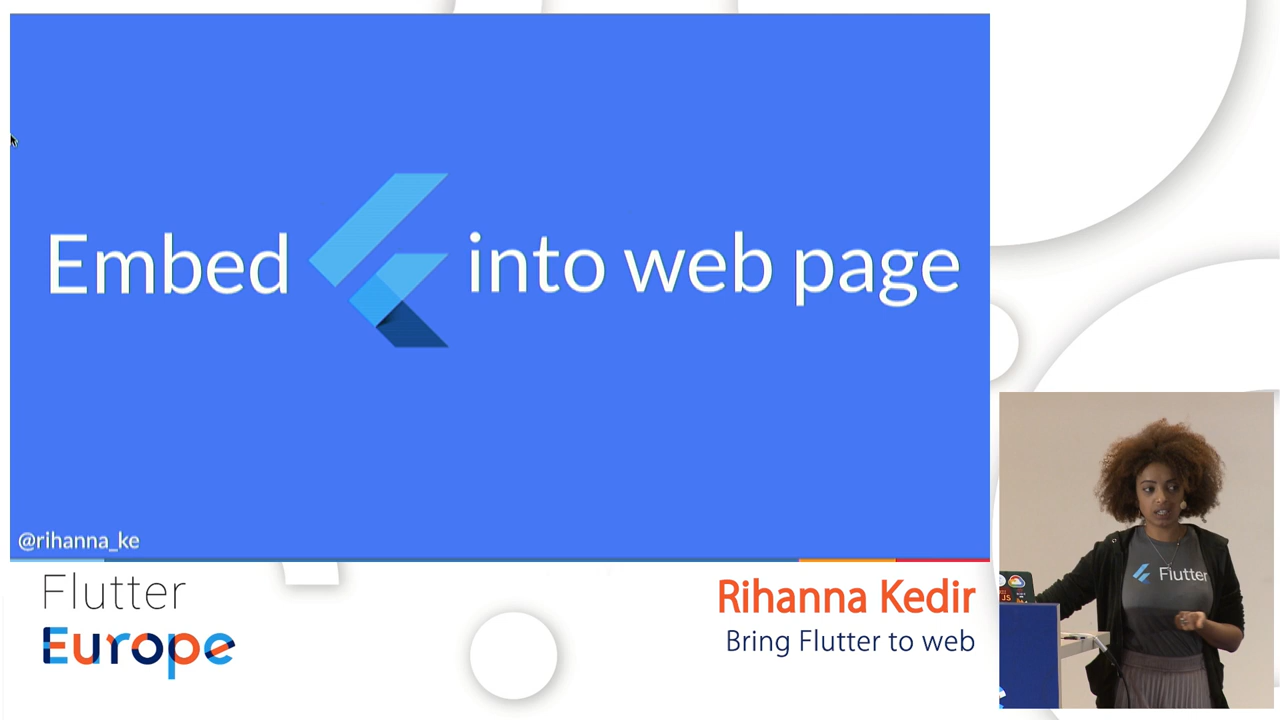 Embed into web page
@rihanna_ke
Flutter
Europe
Rihanna Kedir
Bring Flutter to web
Flutter